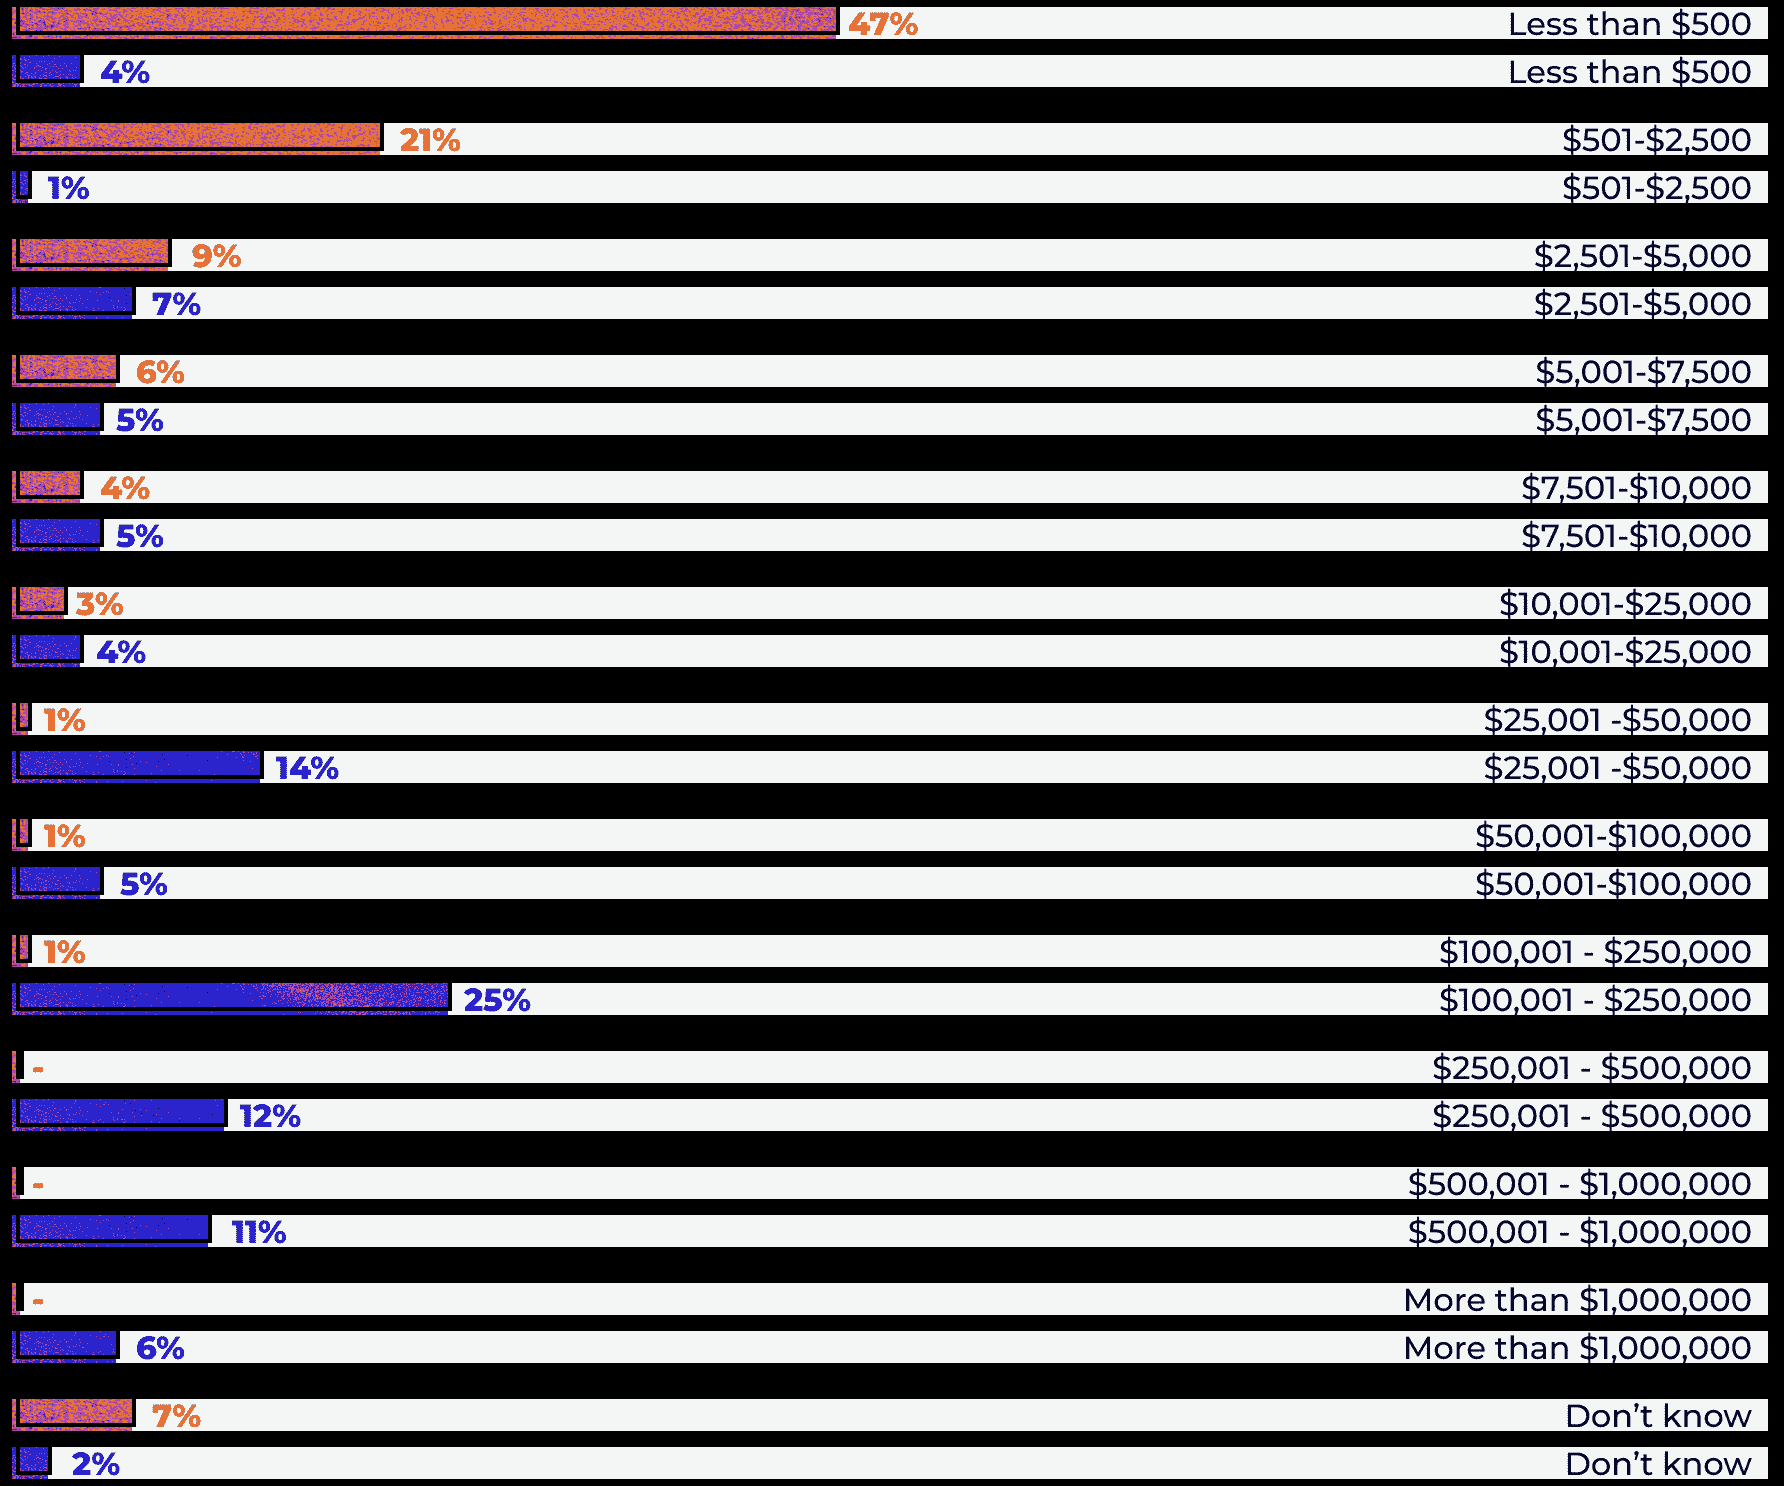 47% Less than $500
4% Less than $500
21% $501-$2,500
1% $501-$2,500
9% $2,501-$5,000
7% $2,501-$5,000
6% $5,001-$7,500
5% $5,001-$7,500
4% $7,501-$10,000
5% $7,501-$10,000
3% $10,001-$25,000
4% $10,001-$25,000
1% $25,001 -$50,000
14% $25,001 -$50,000
1% $50,001-$100,000
5% $50,001-$100,000
1% $100,001 - $250,000
25% $100,001 - $250,000
- $250,001 - $500,000
12% $250,001 - $500,000
- $500,001 - $1,000,000
11% $500,001 - $1,000,000
- More than $1,000,000
6% More than $1,000,000
7% Don’t know
2% Don’t know